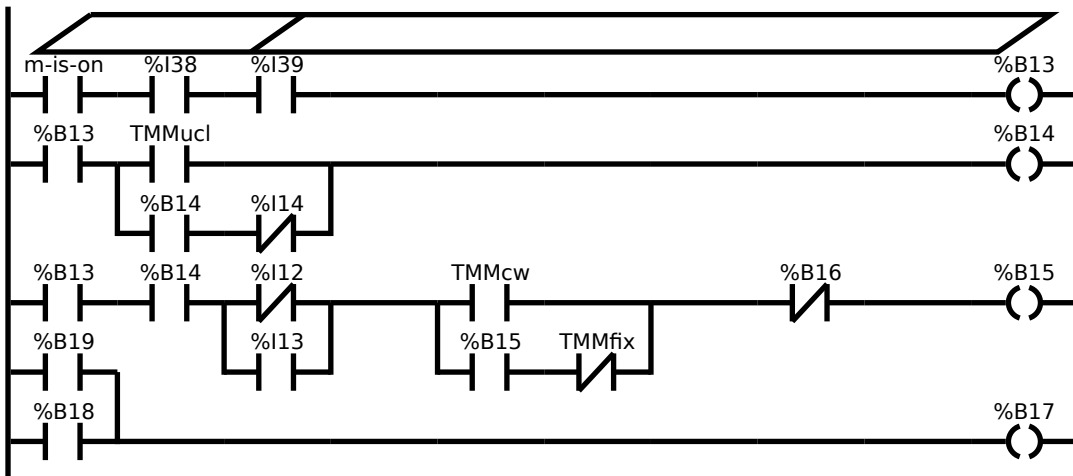 m-is-on %I38 %I39 %B13
%B13 TMMucl %B14
%B14 %I14
%B13 %B14 %I12 TMMcw %B16 %B15
%B19 %I13 %B15 TMMfix
%B18 %B17